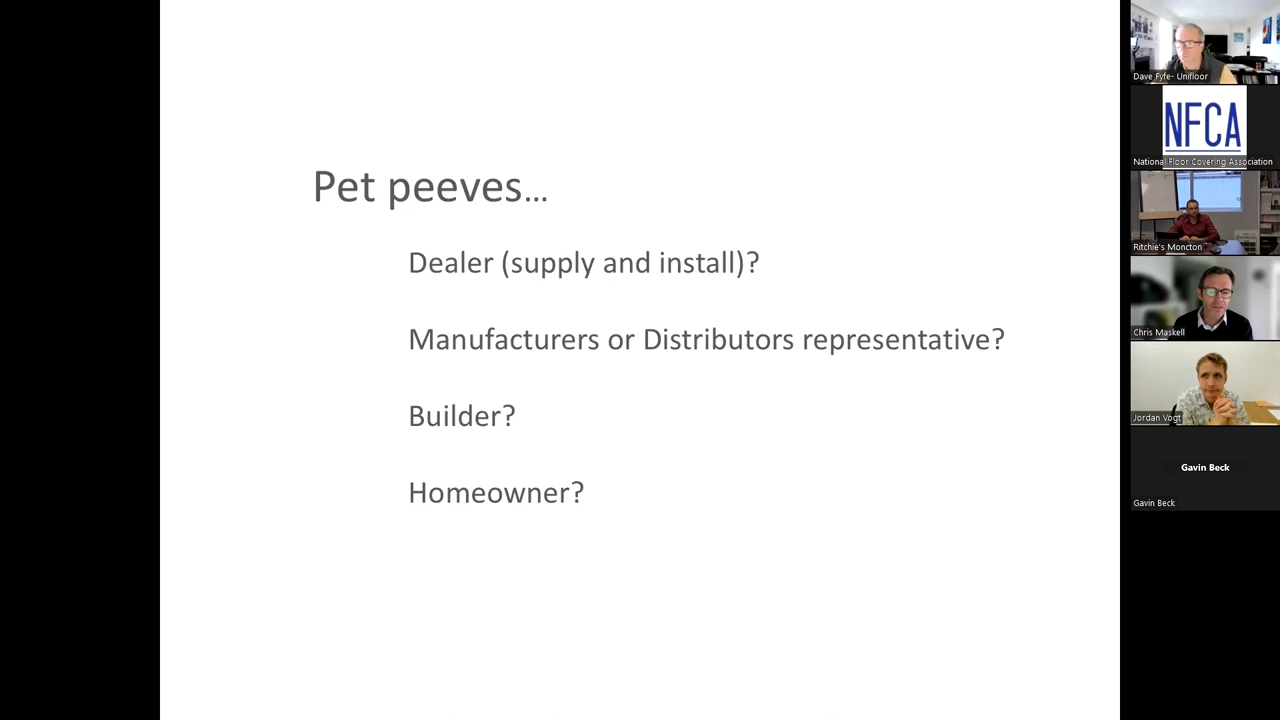 Pet peeves...
Dealer (supply and install)?
Manufacturers or Distributors representative?
Builder?
Homeowner?
Dave Fyfe- Unifloor
NFCA
National Floor Covering Association
Ritchie's Moncton
Chris Maskell
Jordan Vogt
Gavin Beck
Gavin Beck